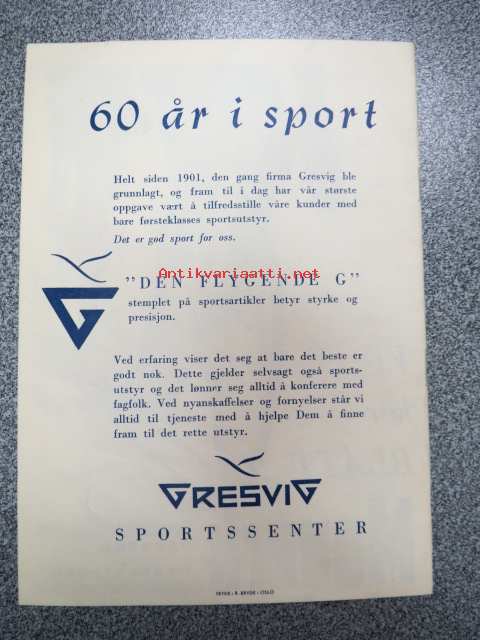 60 år i sport
Helt siden 1901, den gang firma Gresvig ble
grunnlagt, og fram til i dag har vår største
oppgave vært å tilfredsstille våre kunder med
bare førsteklasses sportsutstyr.
Det er god sport for oss.
Antikvariaatti.net
G
"DEN FLYGENDE G"
stemplet på sportsartikler betyr styrke og
presisjon.
Ved erfaring viser det seg at bare det beste er
godt nok. Dette gjelder selvsagt også sports-
utstyr og det lønner seg alltid å konferere med
fagfolk. Ved nyanskaffelser og fornyelser står vi
alltid til tjeneste med å hjelpe Dem å finne
fram til det rette utstyr.
GRESVIG
SPORTSSENTER